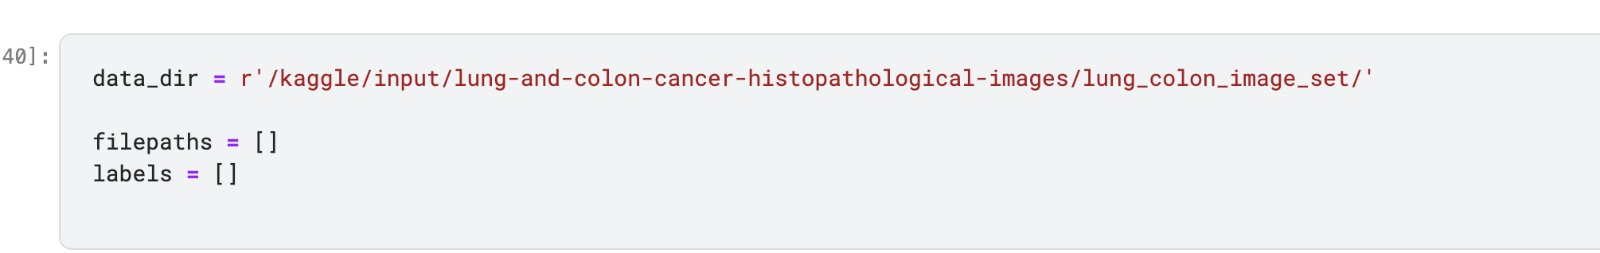 40]:
data_dir = r'/kaggle/input/lung-and-colon-cancer-histopathological-images/lung_colon_image_set/'
filepaths = []
labels = []